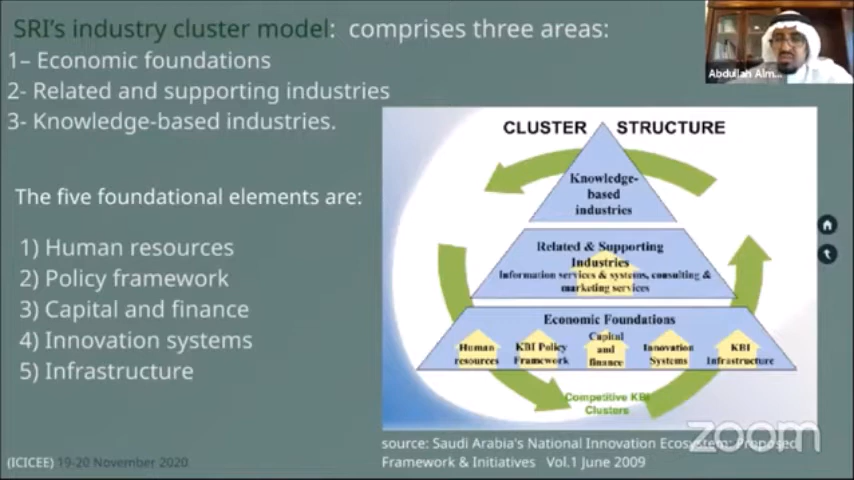 SRI's industry cluster model: comprises three areas:
1– Economic foundations
2- Related and supporting industries
3- Knowledge-based industries.
The five foundational elements are:
1) Human resources
2) Policy framework
3) Capital and finance
4) Innovation systems
5) Infrastructure
(ICICEE) 19-20 November 2020
Abdullah Alm...
CLUSTER STRUCTURE
Knowledge-
based
industries
Related & Supporting
Industries
Information services & systems, consulting &
marketing services
Economic Foundations
Human
resources
KBI Policy
Framework
Capital
and
finance
Innovation
Systems
KBI
Infrastructure
Competitive KBI
Clusters
source: Saudi Arabia's National Innovation Ecosystem: Proposed
Framework & Initiatives Vol.1 June 2009
zoom